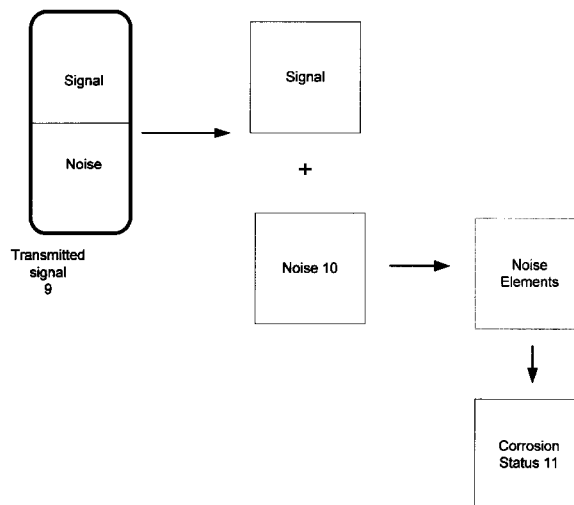 Signal
Noise
Transmitted
signal
9
Signal
+
Noise 10
Noise
Elements
Corrosion
Status 11